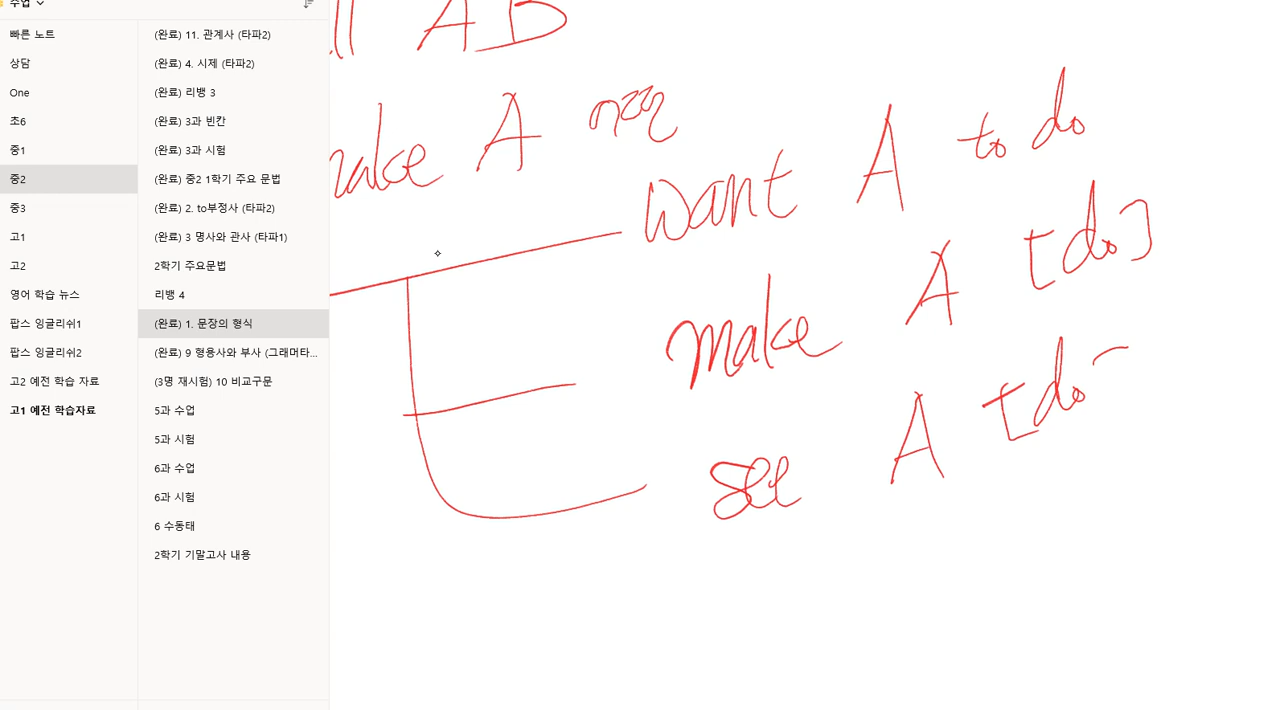 수업
빠른 노트
상담
One
초6
중1
중2
중3
고1
고2
영어 학습 뉴스
팝스 잉글리쉬1
팝스 잉글리쉬2
고2 예전 학습 자료
고1 예전 학습자료
(완료) 11. 관계사 (타파2)
(완료) 4. 시제 (타파2)
(완료) 리뱅 3
(완료) 3과 빈칸
(완료) 3과 시험
(완료) 중2 1학기 주요 문법
(완료) 2. to부정사 (타파2)
(완료) 3 명사와 관사 (타파1)
2학기 주요문법
리뱅 4
(완료) 1. 문장의 형식
(완료) 9 형용사와 부사 (그래머타...
(3명 재시험) 10 비교구문
5과 수업
5과 시험
6과 수업
6과 시험
6 수동태
2학기 기말고사 내용
make A
want A to do
make A [do]
see A [do